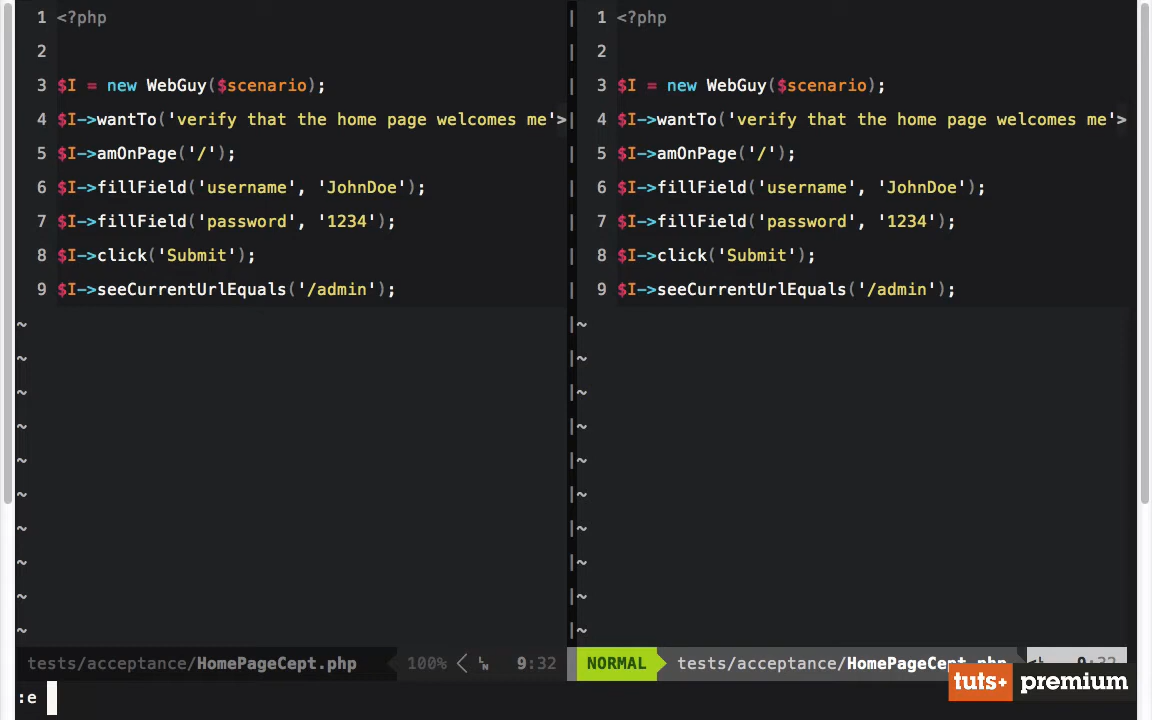 1 <?php
2
3 $I = new WebGuy($scenario);
4 $I->wantTo('verify that the home page welcomes me'>
5 $I->amOnPage('/');
6 $I->fillField('username', 'JohnDoe');
7 $I->fillField('password', '1234');
8 $I->click('Submit');
9 $I->seeCurrentUrlEquals('/admin');
~
~
~
~
~
~
~
~
~
~
tests/acceptance/HomePageCept.php 100% < 9:32
1 <?php
2
3 $I = new WebGuy($scenario);
4 $I->wantTo('verify that the home page welcomes me'>
5 $I->amOnPage('/');
6 $I->fillField('username', 'JohnDoe');
7 $I->fillField('password', '1234');
8 $I->click('Submit');
9 $I->seeCurrentUrlEquals('/admin');
~
~
~
~
~
~
~
~
~
~
NORMAL tests/acceptance/HomePageCept.php 9:32
:e
tuts+ premium